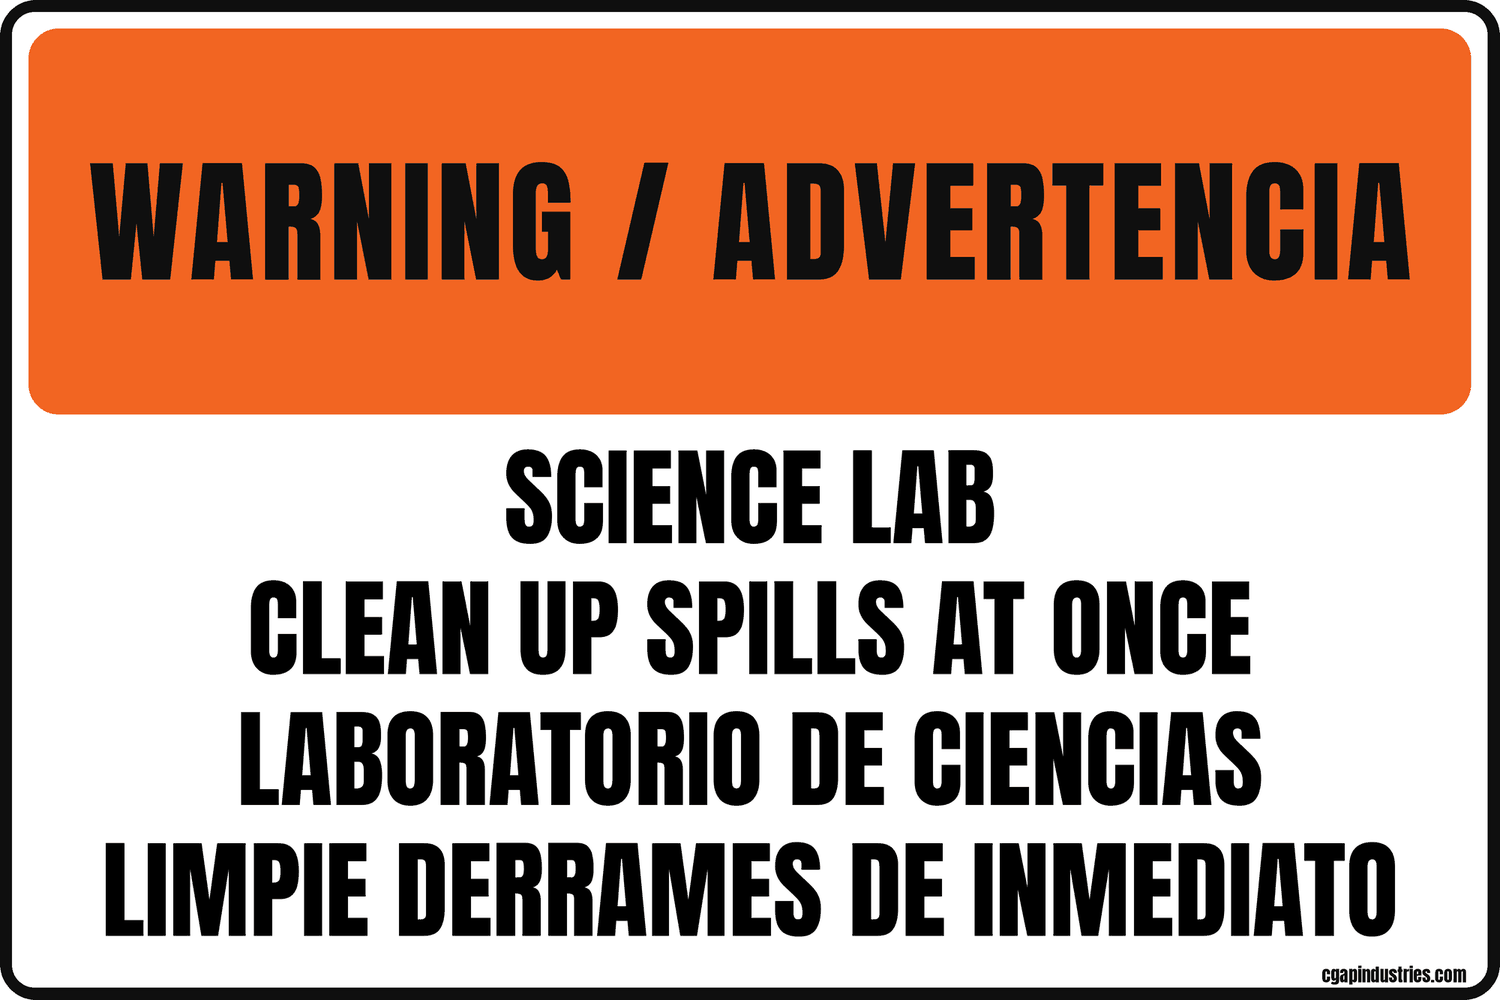 WARNING / ADVERTENCIA
SCIENCE LAB
CLEAN UP SPILLS AT ONCE
LABORATORIO DE CIENCIAS
LIMPIE DERRAMES DE INMEDIATO
cgapindustries.com